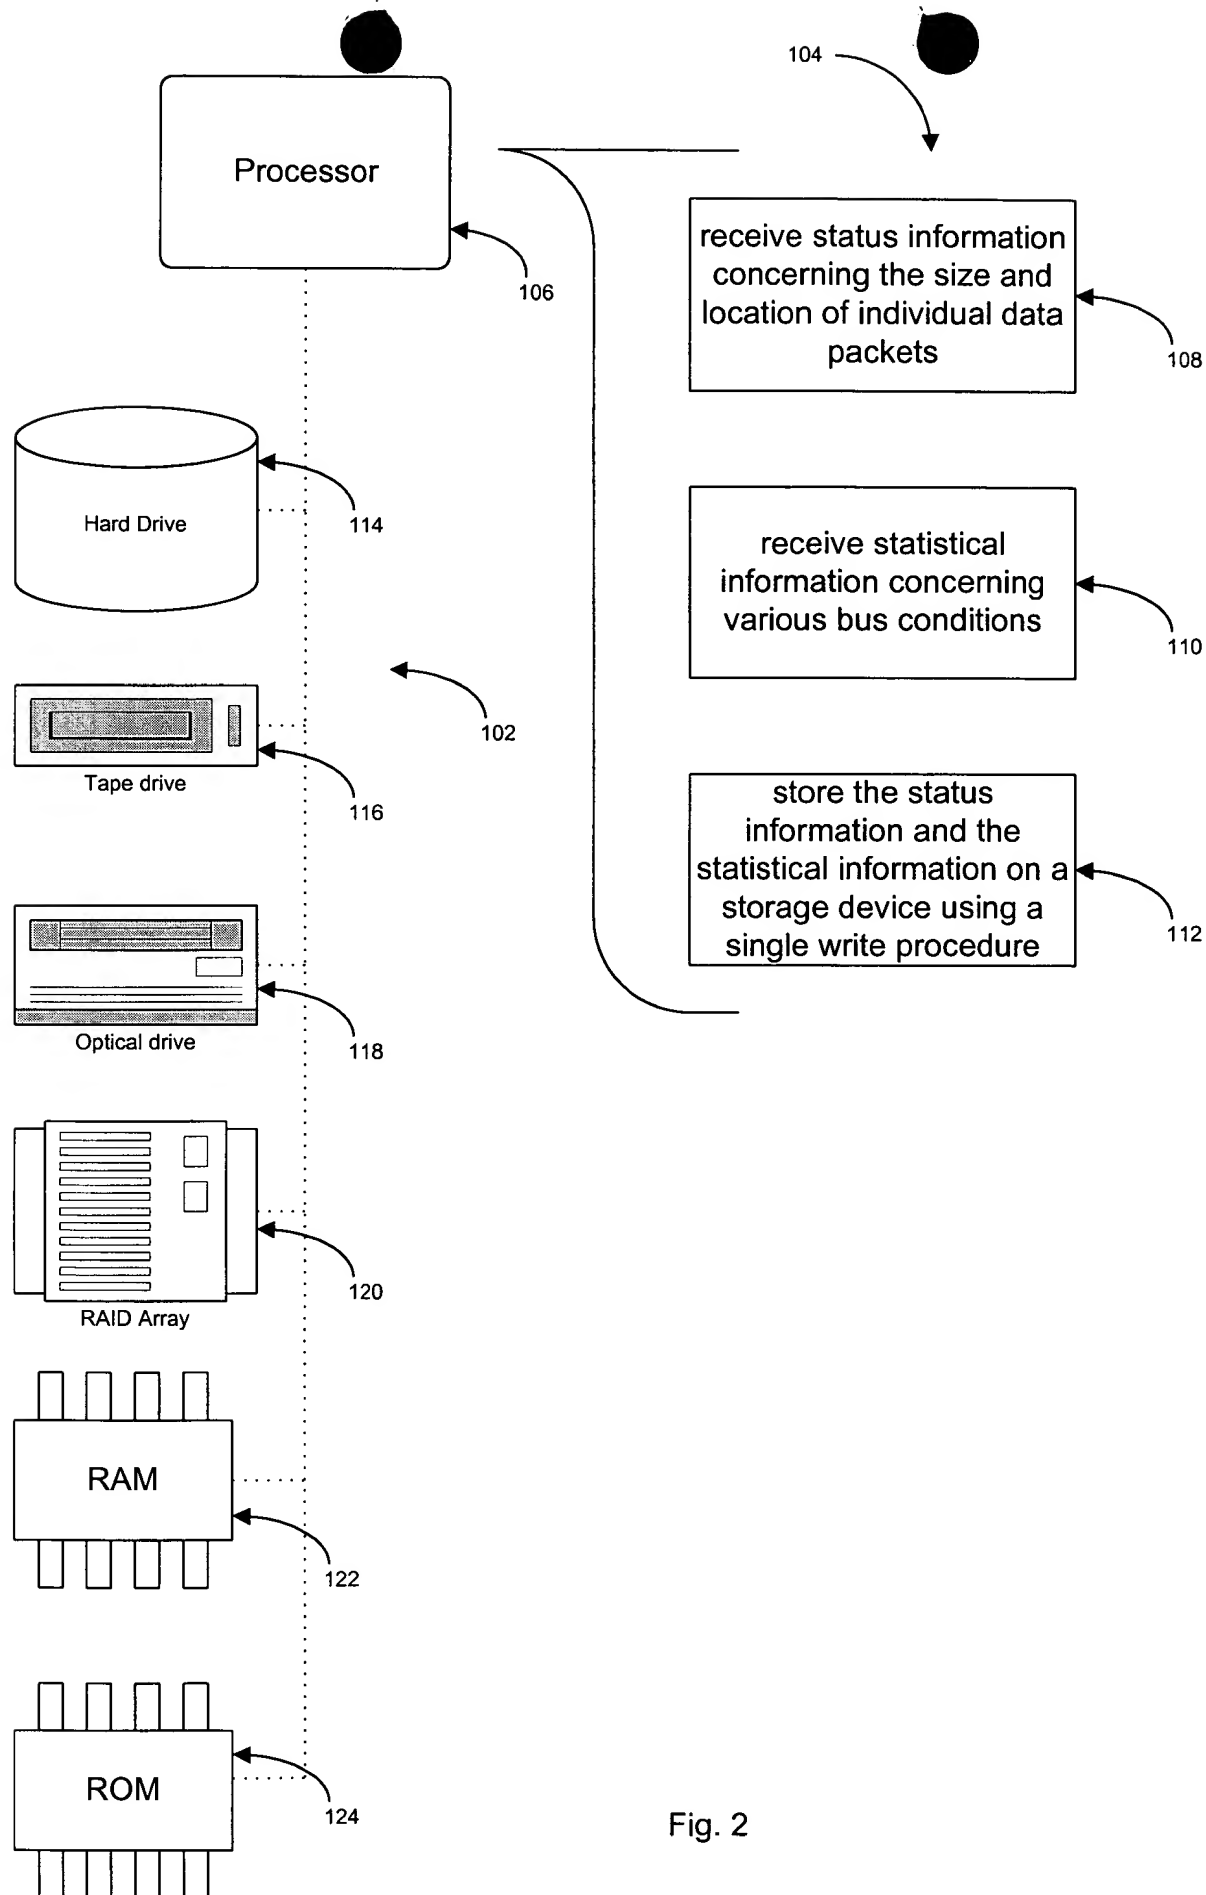 104
Processor
106
receive status information
concerning the size and
location of individual data
packets
108
Hard Drive
114
receive statistical
information concerning
various bus conditions
110
102
Tape drive
116
store the status
information and the
statistical information on a
storage device using a
single write procedure
112
Optical drive
118
RAID Array
120
RAM
122
ROM
124
Fig. 2